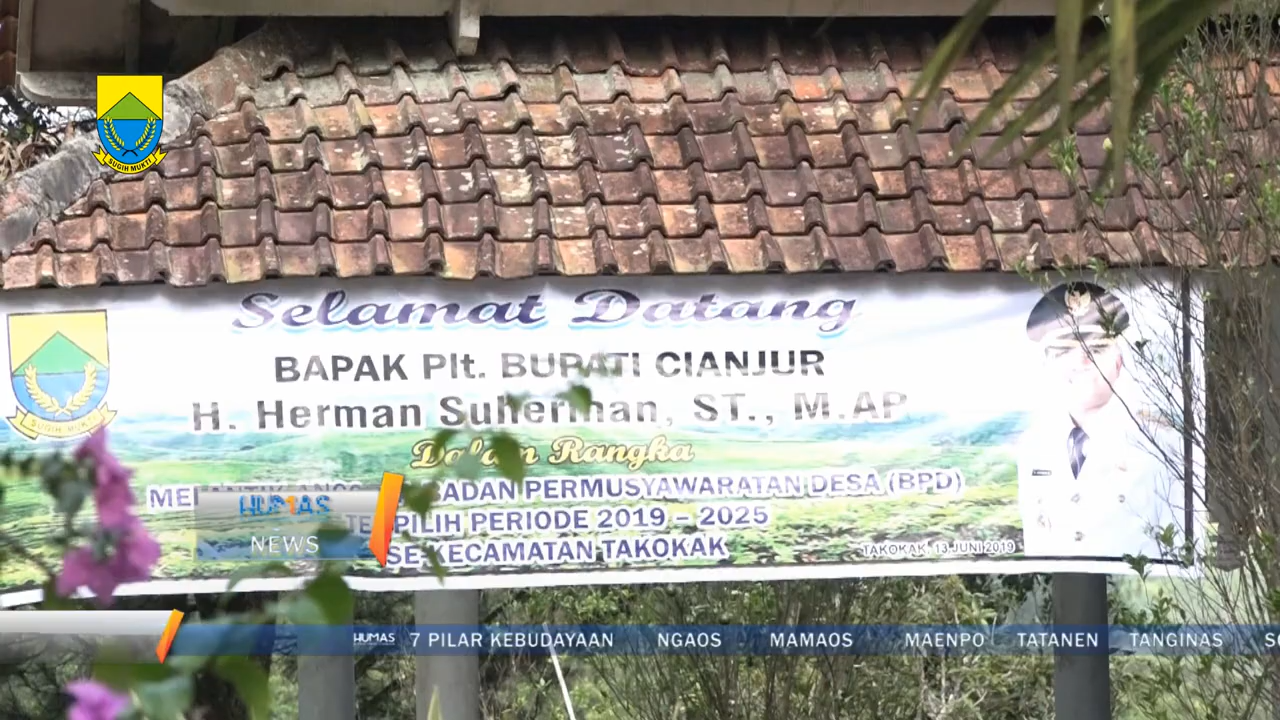 SUGIH MUKTI
Selamat Datang
BAPAK Plt. BUPATI CIANJUR
H. Herman Suherman, ST., M.AP
Dalam Rangka
BADAN PERMUSYAWARATAN DESA (BPD)
TERPILIH PERIODE 2019 – 2025
SE-KECAMATAN TAKOKAK
TAKOKAK, 13 JUNI 2019
SUGIH MUKTI
HUMAS
NEWS
HUMAS 7 PILAR KEBUDAYAAN NGAOS MAMAOS MAENPO TATANEN TANGINAS